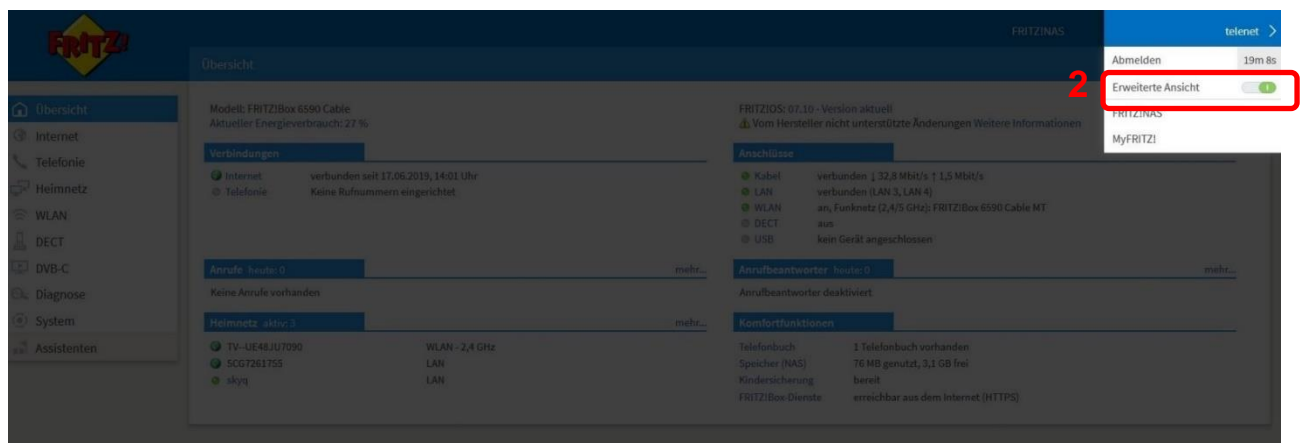 FRITZ!
FRITZ!NAS
telenet
Übersicht
Abmelden 19m 8s
2
Erweiterte Ansicht
FRITZ!NAS
MyFRITZ!
Übersicht
Internet
Telefonie
Heimnetz
WLAN
DECT
DVB-C
Diagnose
System
Assistenten
Modell: FRITZ!Box 6590 Cable
Aktueller Energieverbrauch: 27 %
FRITZ!OS: 07.10 - Version aktuell
Vom Hersteller nicht unterstützte Änderungen Weitere Informationen
Verbindungen
Internet verbunden seit 17.06.2019, 14:01 Uhr
Telefonie Keine Rufnummern eingerichtet
Anschlüsse
Kabel verbunden ↓ 32,8 Mbit/s ↑ 1,5 Mbit/s
LAN verbunden (LAN 3, LAN 4)
WLAN an, Funknetz (2,4/5 GHz): FRITZ!Box 6590 Cable MT
DECT aus
USB kein Gerät angeschlossen
Anrufe heute: 0 mehr...
Keine Anrufe vorhanden
Anrufbeantworter heute: 0 mehr...
Anrufbeantworter deaktiviert
Heimnetz aktiv: 3 mehr...
TV--UE48JU7090 WLAN - 2,4 GHz
SCG7261755 LAN
skyq LAN
Komfortfunktionen
Telefonbuch 1 Telefonbuch vorhanden
Speicher (NAS) 76 MB genutzt, 3,1 GB frei
Kindersicherung bereit
FRITZ!Box-Dienste erreichbar aus dem Internet (HTTPS)